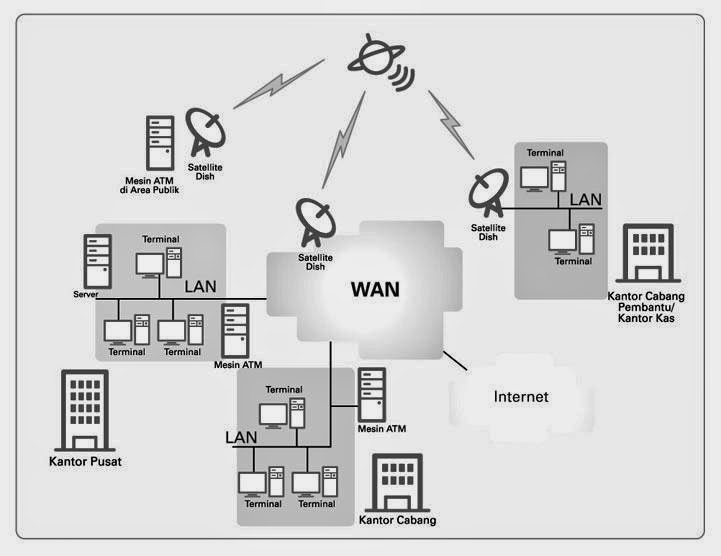 Mesin ATM
di Area Publik
Satellite
Dish
Satellite
Dish
Terminal
LAN
Terminal
Satellite
Dish
Kantor Cabang
Pembantu/
Kantor Kas
Server
Terminal
LAN
Terminal
Terminal
Mesin ATM
WAN
Kantor Pusat
Internet
Terminal
LAN
Terminal
Terminal
Mesin ATM
Kantor Cabang